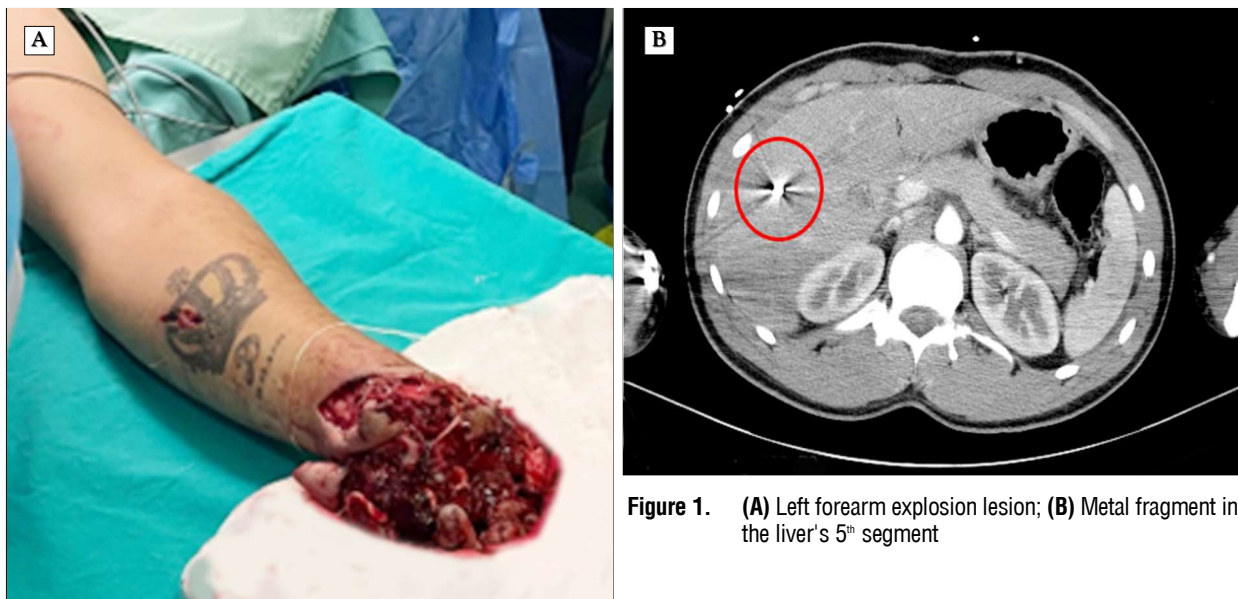 A
B
B
Figure 1. (A) Left forearm explosion lesion; (B) Metal fragment in
the liver's 5th segment